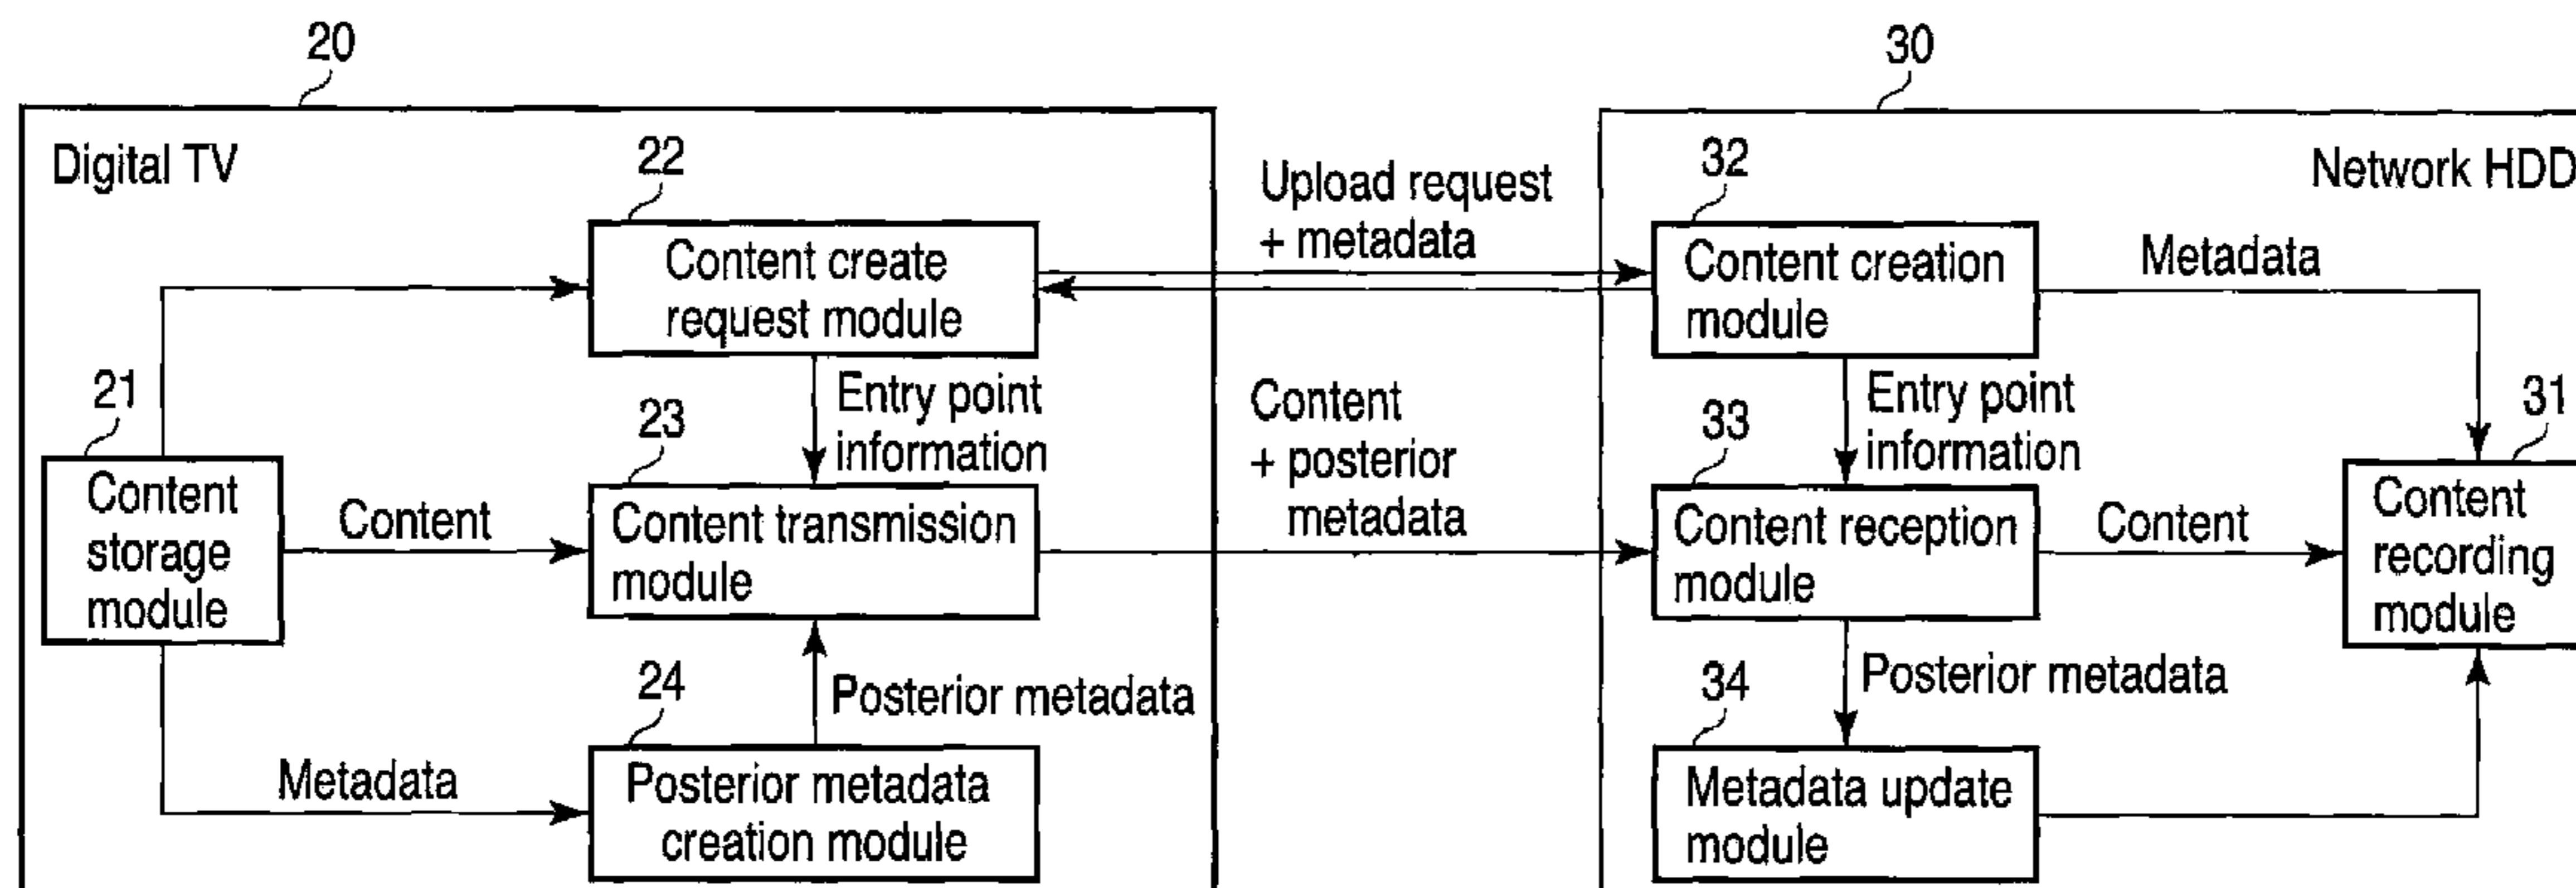 20
30
Digital TV
Network HDD
22
Content create
request module
Upload request
+ metadata
32
Content creation
module
Metadata
21
Content
storage
module
Content
Entry point
information
23
Content transmission
module
Content
+ posterior
metadata
Entry point
information
33
Content reception
module
Content
31
Content
recording
module
Metadata
24
Posterior metadata
Posterior metadata
creation module
Posterior metadata
34
Metadata update
module